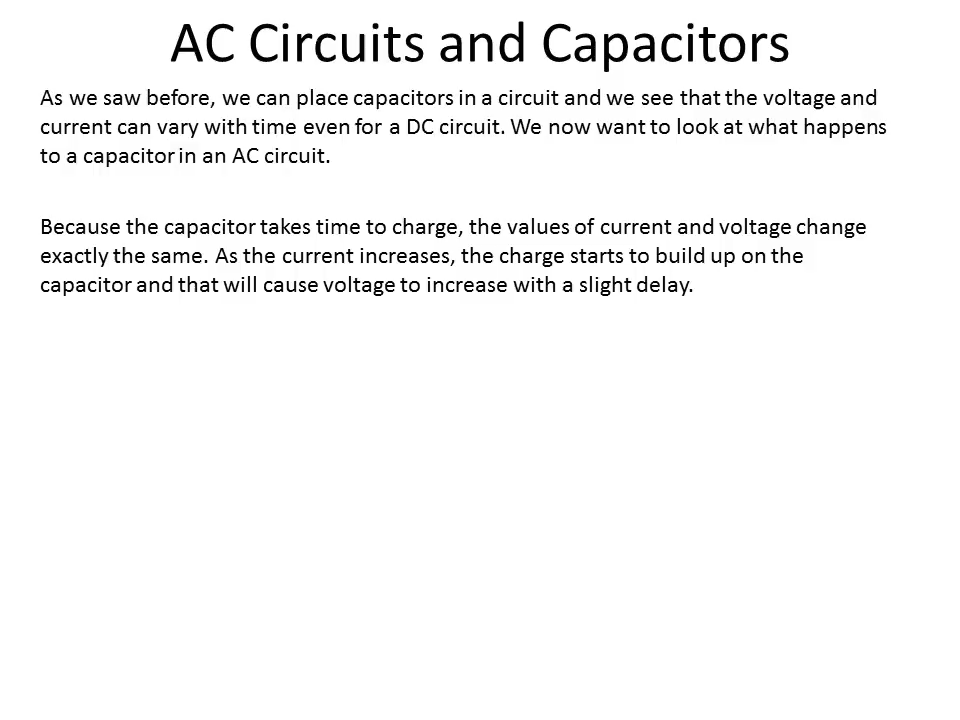 AC Circuits and Capacitors
As we saw before, we can place capacitors in a circuit and we see that the voltage and
current can vary with time even for a DC circuit. We now want to look at what happens
to a capacitor in an AC circuit.
Because the capacitor takes time to charge, the values of current and voltage change
exactly the same. As the current increases, the charge starts to build up on the
capacitor and that will cause voltage to increase with a slight delay.